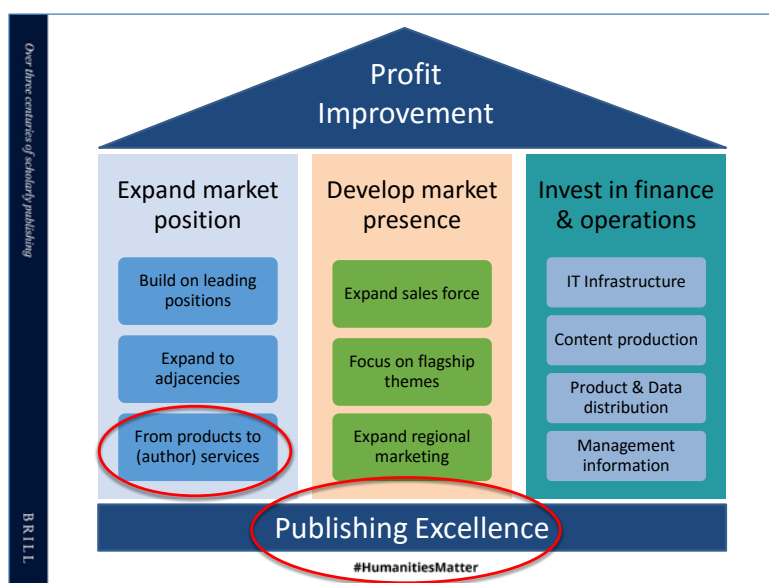 Over three centuries of scholarly publishing
BRILL
Profit
Improvement
Expand market
position
Build on leading
positions
Expand to
adjacencies
From products to
(author) services
Develop market
presence
Expand sales force
Focus on flagship
themes
Expand regional
marketing
Invest in finance
& operations
IT Infrastructure
Content production
Product & Data
distribution
Management
information
Publishing Excellence
#HumanitiesMatter